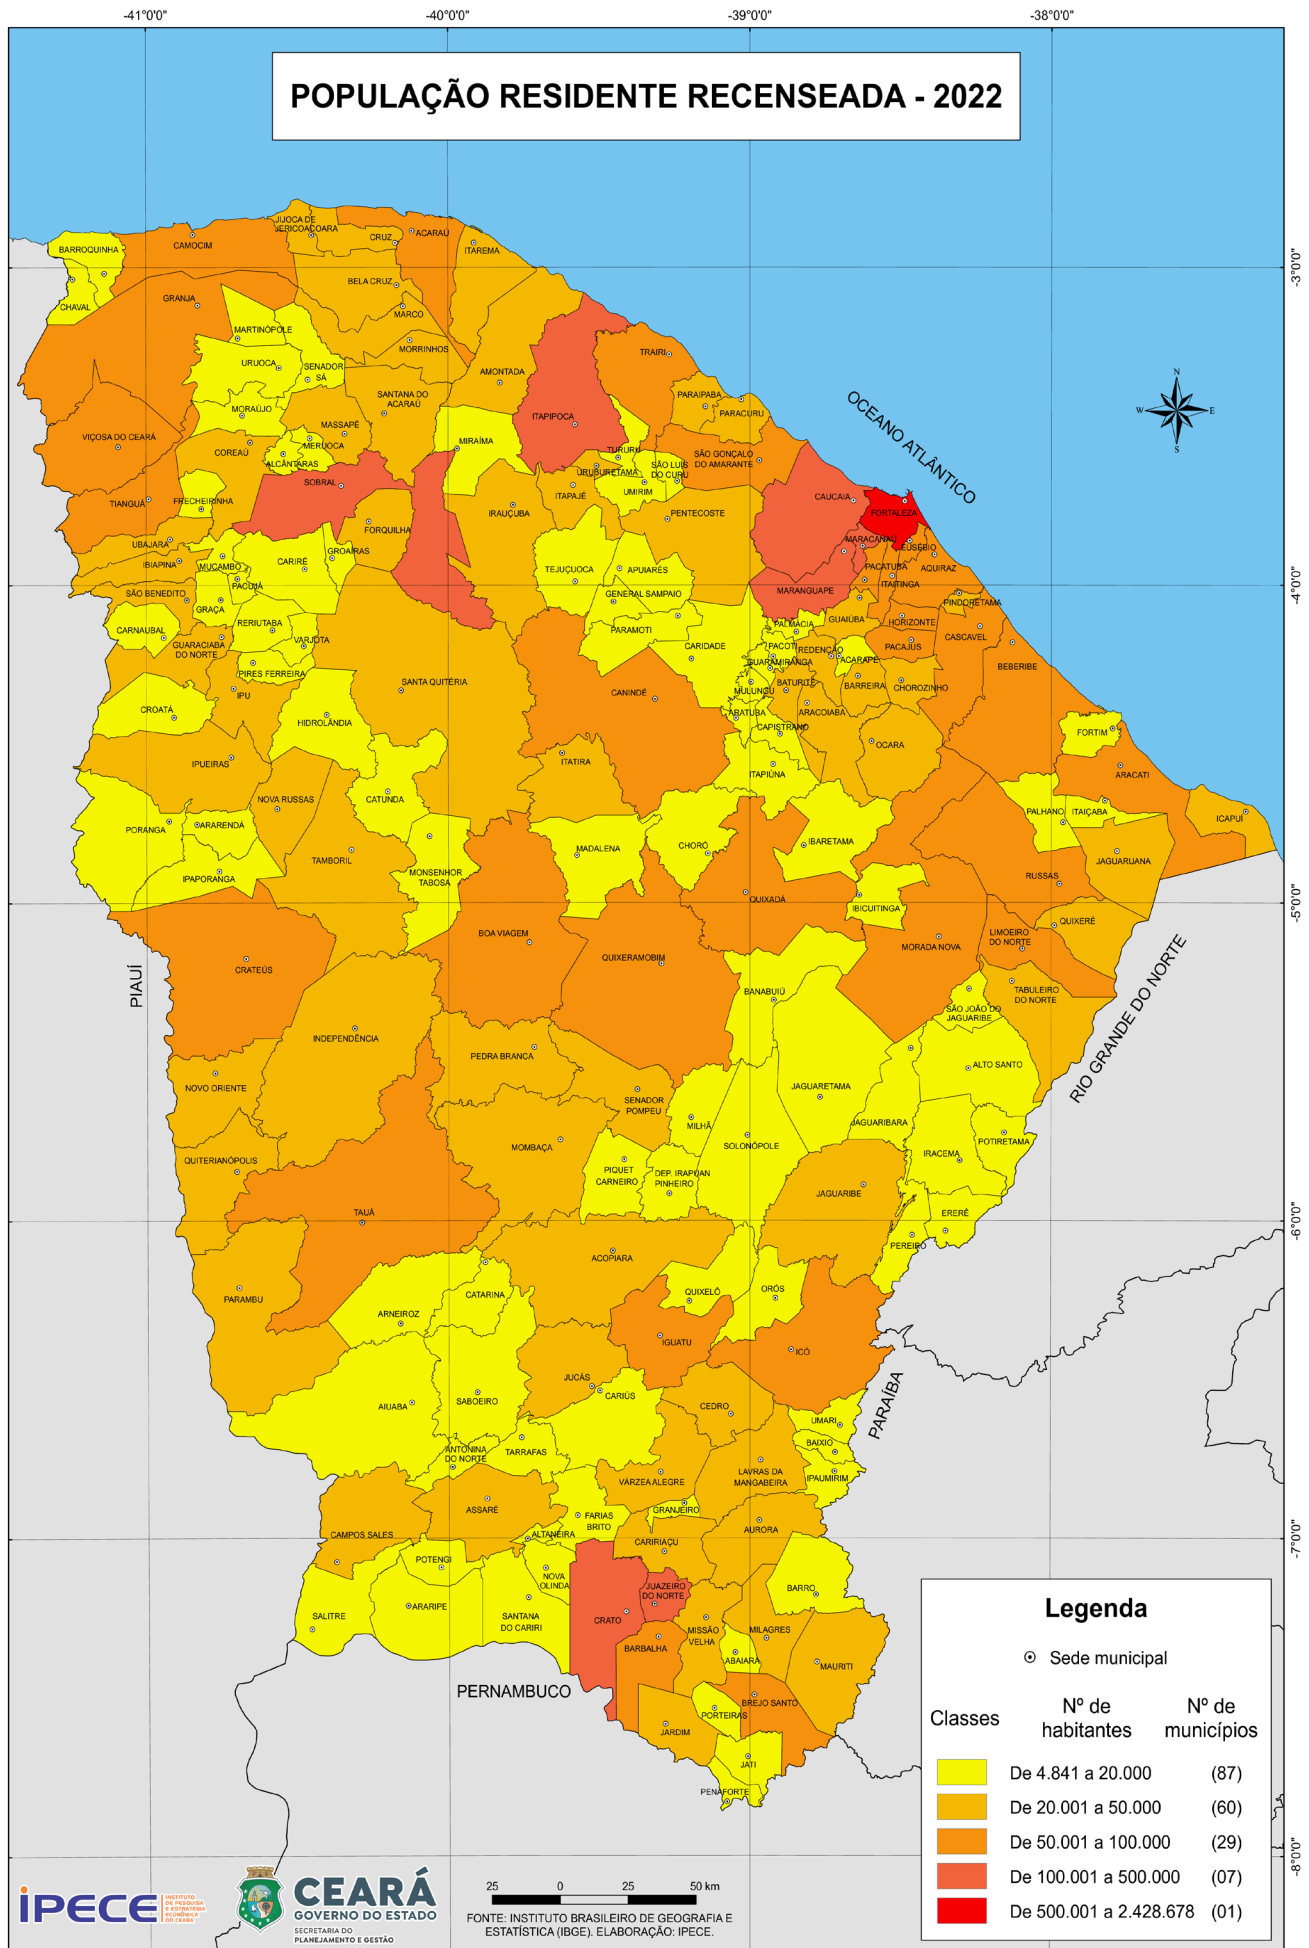 -41°0'0"
-40°0'0"
-39°0'0"
-38°0'0"
POPULAÇÃO RESIDENTE RECENSEADA - 2022
-3°0'0"
-4°0'0"
-5°0'0"
-6°0'0"
-7°0'0"
-8°0'0"
N
W
E
S
OCEANO ATLÂNTICO
PIAUÍ
RIO GRANDE DO NORTE
PARAÍBA
PERNAMBUCO
JIJOCA DE
JERICOACOARA
CRUZ
ACARAÚ
BARROQUINHA
CAMOCIM
ITAREMA
CHAVAL
BELA CRUZ
GRANJA
MARCO
MARTINÓPOLE
MORRINHOS
TRAIRI
URUOCA
SENADOR
SÁ
AMONTADA
SANTANA DO
ACARAÚ
PARAIPABA
PARACURU
MORAÚJO
ITAPIPOCA
MASSAPÊ
VIÇOSA DO CEARÁ
COREAÚ
MERUOCA
MIRAÍMA
TURURU
SÃO GONÇALO
DO AMARANTE
ALCÂNTARAS
URUBURETAMA
SÃO LUÍS
DO CURU
SOBRAL
ITAPAJÉ
UMIRIM
CAUCAIA
TIANGUÁ
FRECHEIRINHA
IRAUÇUBA
PENTECOSTE
FORTALEZA
FORQUILHA
UBAJARA
GROAÍRAS
MARACANAÚ
EUSÉBIO
IBIAPINA
MUCAMBO
CARIRÉ
TEJUÇUOCA
APUIARÉS
PACATUBA
AQUIRAZ
PACUJÁ
ITAITINGA
SÃO BENEDITO
GENERAL SAMPAIO
MARANGUAPE
PINDORETAMA
GRAÇA
GUAIÚBA
RERIUTABA
HORIZONTE
CARNAUBAL
PARAMOTI
PALMÁCIA
CASCAVEL
GUARACIABA
DO NORTE
VARJOTA
CARIDADE
PACOTI
REDENÇÃO
PACAJUS
PIRES FERREIRA
GUARAMIRANGA
ACARAPE
BEBERIBE
SANTA QUITÉRIA
CANINDÉ
MULUNGU
BATURITÉ
BARREIRA
CHOROZINHO
IPU
CROATÁ
HIDROLÂNDIA
ARATUBA
ARACOIABA
CAPISTRANO
FORTIM
OCARA
IPUEIRAS
ITATIRA
ITAPIÚNA
ARACATI
NOVA RUSSAS
CATUNDA
PALHANO
ITAIÇABA
ICAPUÍ
PORANGA
ARARENDÁ
IBARETAMA
TAMBORIL
MADALENA
CHORÓ
JAGUARUANA
IPAPORANGA
MONSENHOR
TABOSA
RUSSAS
QUIXADÁ
IBICUITINGA
QUIXERÉ
BOA VIAGEM
LIMOEIRO
DO NORTE
MORADA NOVA
QUIXERAMOBIM
CRATEÚS
BANABUIÚ
TABULEIRO
DO NORTE
SÃO JOÃO DO
JAGUARIBE
INDEPENDÊNCIA
PEDRA BRANCA
ALTO SANTO
NOVO ORIENTE
JAGUARETAMA
SENADOR
POMPEU
MILHÃ
JAGUARIBARA
MOMBAÇA
SOLONÓPOLE
POTIRETAMA
IRACEMA
QUITERIANÓPOLIS
PIQUET
CARNEIRO
DEP. IRAPUAN
PINHEIRO
JAGUARIBE
TAUÁ
ERERÊ
PEREIRO
ACOPIARA
PARAMBU
CATARINA
QUIXELÔ
ORÓS
ARNEIROZ
IGUATU
ICÓ
JUCÁS
CARIÚS
AIUABA
SABOEIRO
CEDRO
UMARI
ANTONINA
DO NORTE
TARRAFAS
BAIXIO
VÁRZEA ALEGRE
LAVRAS DA
MANGABEIRA
IPAUMIRIM
ASSARÉ
GRANJEIRO
FARIAS
BRITO
CAMPOS SALES
ALTANEIRA
CARIRIAÇU
AURORA
POTENGI
NOVA
OLINDA
JUAZEIRO
DO NORTE
BARRO
SALITRE
ARARIPE
SANTANA
DO CARIRI
CRATO
MISSÃO
VELHA
MILAGRES
BARBALHA
ABAIARA
MAURITI
BREJO SANTO
PORTEIRAS
JARDIM
JATI
PENAFORTE
Legenda
Sede municipal
Classes
Nº de
habitantes
Nº de
municípios
De 4.841 a 20.000 (87)
De 20.001 a 50.000 (60)
De 50.001 a 100.000 (29)
De 100.001 a 500.000 (07)
De 500.001 a 2.428.678 (01)
IPECE
INSTITUTO
DE PESQUISA
E ESTRATÉGIA
ECONÔMICA
DO CEARÁ
CEARÁ
GOVERNO DO ESTADO
SECRETARIA DO
PLANEJAMENTO E GESTÃO
25 0 25 50 km
FONTE: INSTITUTO BRASILEIRO DE GEOGRAFIA E
ESTATÍSTICA (IBGE). ELABORAÇÃO: IPECE.